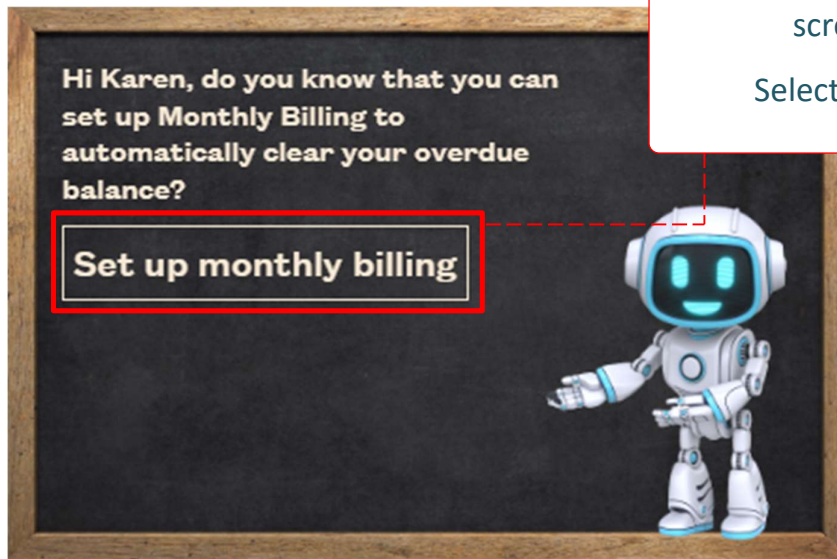 Select
Hi Karen, do you know that you can
set up Monthly Billing to
automatically clear your overdue
balance?
Set up monthly billing